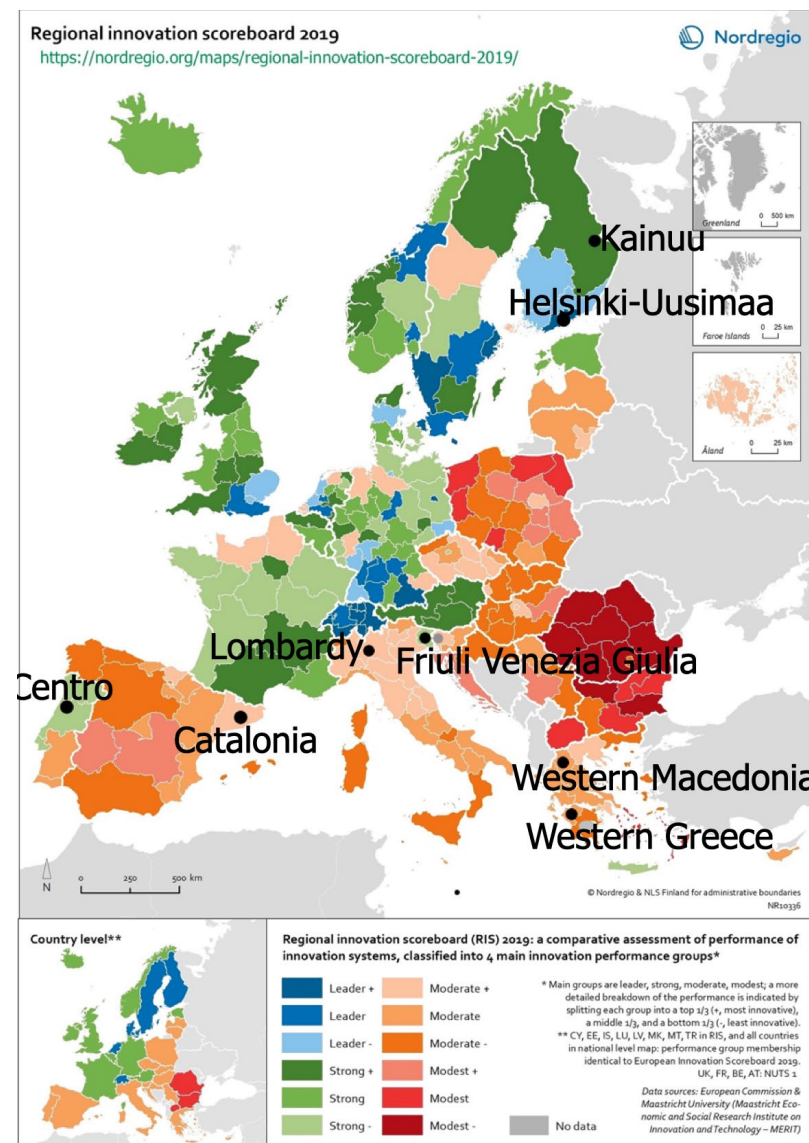 Regional innovation scoreboard 2019
https://nordregio.org/maps/regional-innovation-scoreboard-2019/
Nordregio
Greenland
0 500 km
Kainuu
Helsinki-Uusimaa
Faroe Islands
0 25 km
Åland
0 25 km
Lombardy
Friuli Venezia Giulia
Centro
Catalonia
Western Macedonia
Western Greece
N
0 250 500 km
© Nordregio & NLS Finland for administrative boundaries
NR10336
Country level**
Regional innovation scoreboard (RIS) 2019: a comparative assessment of performance of
innovation systems, classified into 4 main innovation performance groups*
Leader +
Leader
Leader -
Strong +
Strong
Strong -
Moderate +
Moderate
Moderate -
Modest +
Modest
Modest -
No data
* Main groups are leader, strong, moderate, modest; a more
detailed breakdown of the performance is indicated by
splitting each group into a top 1/3 (+, most innovative),
a middle 1/3, and a bottom 1/3 (-, least innovative).
** CY, EE, IS, LU, LV, MK, MT, TR in RIS, and all countries
in national level map: performance group membership
identical to European Innovation Scoreboard 2019.
UK, FR, BE, AT: NUTS 1
Data sources: European Commission &
Maastricht University (Maastricht Eco-
nomic and Social Research Institute on
Innovation and Technology – MERIT)